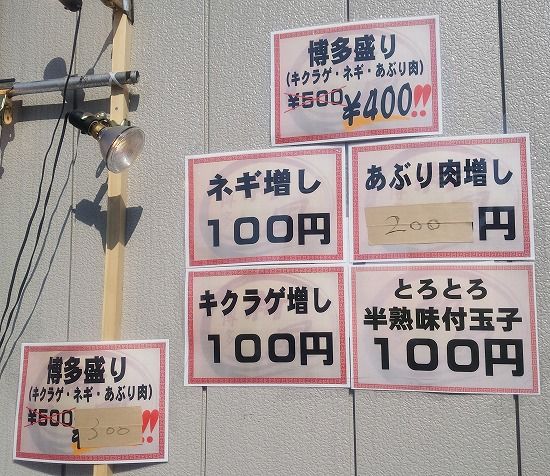 博多盛り
(キクラゲ・ネギ・あぶり肉)
¥500 ¥400!!
ネギ増し
100円
あぶり肉増し
200円
キクラゲ増し
100円
とろとろ
半熟味付玉子
100円
博多盛り
(キクラゲ・ネギ・あぶり肉)
¥500 300!!